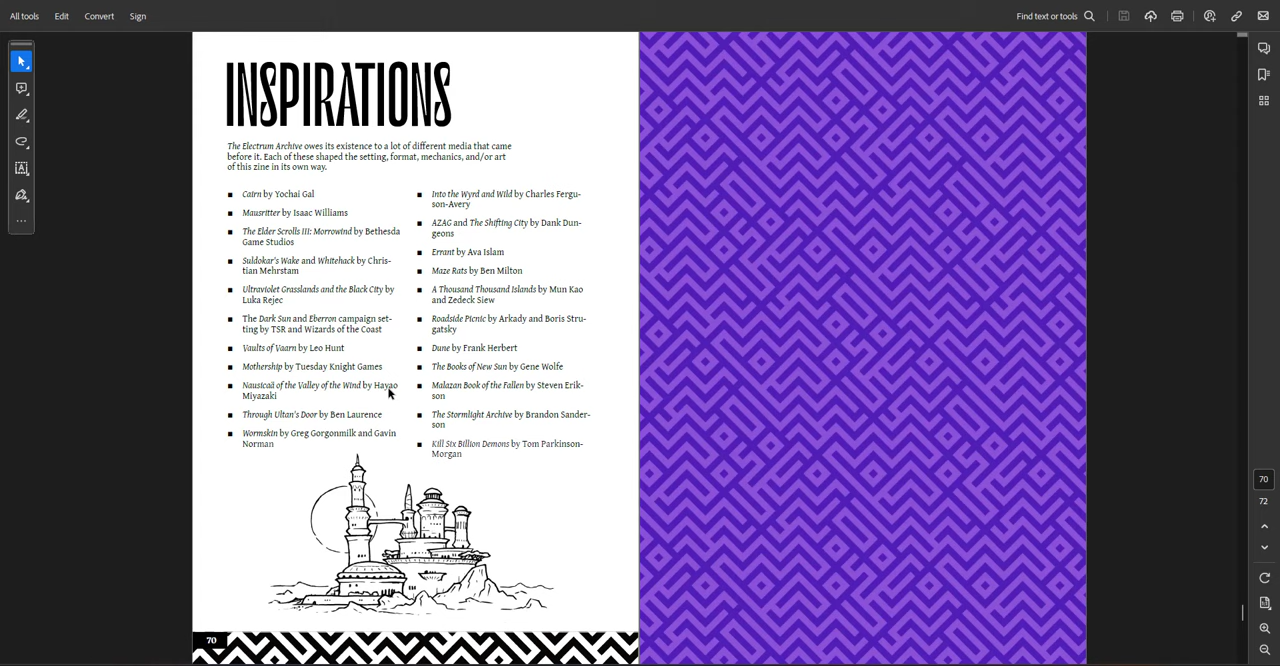 All tools
Edit
Convert
Sign
Find text or tools
INSPIRATIONS
The Electrum Archive owes its existence to a lot of different media that came
before it. Each of these shaped the setting, format, mechanics, and/or art
of this zine in its own way.
Cairn by Yochai Gal
Mausritter by Isaac Williams
The Elder Scrolls III: Morrowind by Bethesda
Game Studios
Suldokar's Wake and Whitehack by Chris-
tian Mehrstam
Ultraviolet Grasslands and the Black City by
Luka Rejec
The Dark Sun and Eberron campaign set-
ting by TSR and Wizards of the Coast
Vaults of Vaarn by Leo Hunt
Mothership by Tuesday Knight Games
Nausicaä of the Valley of the Wind by Hayao
Miyazaki
Through Ultan's Door by Ben Laurence
Wormskin by Greg Gorgonmilk and Gavin
Norman
Into the Wyrd and Wild by Charles Fergu-
son-Avery
AZAG and The Shifting City by Dank Dun-
geons
Errant by Ava Islam
Maze Rats by Ben Milton
A Thousand Thousand Islands by Mun Kao
and Zedeck Siew
Roadside Picnic by Arkady and Boris Stru-
gatsky
Dune by Frank Herbert
The Books of New Sun by Gene Wolfe
Malazan Book of the Fallen by Steven Erik-
son
The Stormlight Archive by Brandon Sander-
son
Kill Six Billion Demons by Tom Parkinson-
Morgan
70
70
72